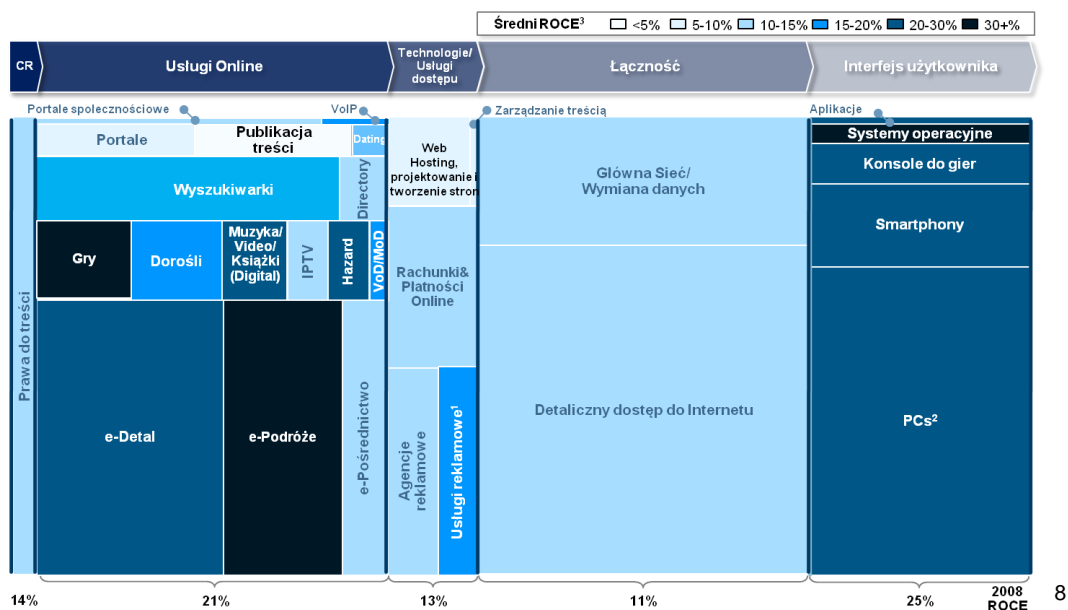 Średni ROCE³ <5% 5-10% 10-15% 15-20% 20-30% 30+%
CR
Usługi Online
Technologie/
Usługi
dostępu
Łączność
Interfejs użytkownika
Portale społecznościowe
VoIP
Zarządzanie treścią
Aplikacje
Prawa do treści
Portale
Publikacja
treści
Dating
Wyszukiwarki
Directory
Gry
Dorośli
Muzyka/
Video/
Książki
(Digital)
IPTV
Hazard
VoD/MoD
e-Detal
e-Podróże
e-Pośrednictwo
Web
Hosting,
projektowanie i
tworzenie stron
Rachunki&
Płatności
Online
Agencje
reklamowe
Usługi reklamowe¹
Główna Sieć/
Wymiana danych
Detaliczny dostęp do Internetu
Systemy operacyjne
Konsole do gier
Smartphony
PCs²
14%
21%
13%
11%
25%
2008
ROCE
8